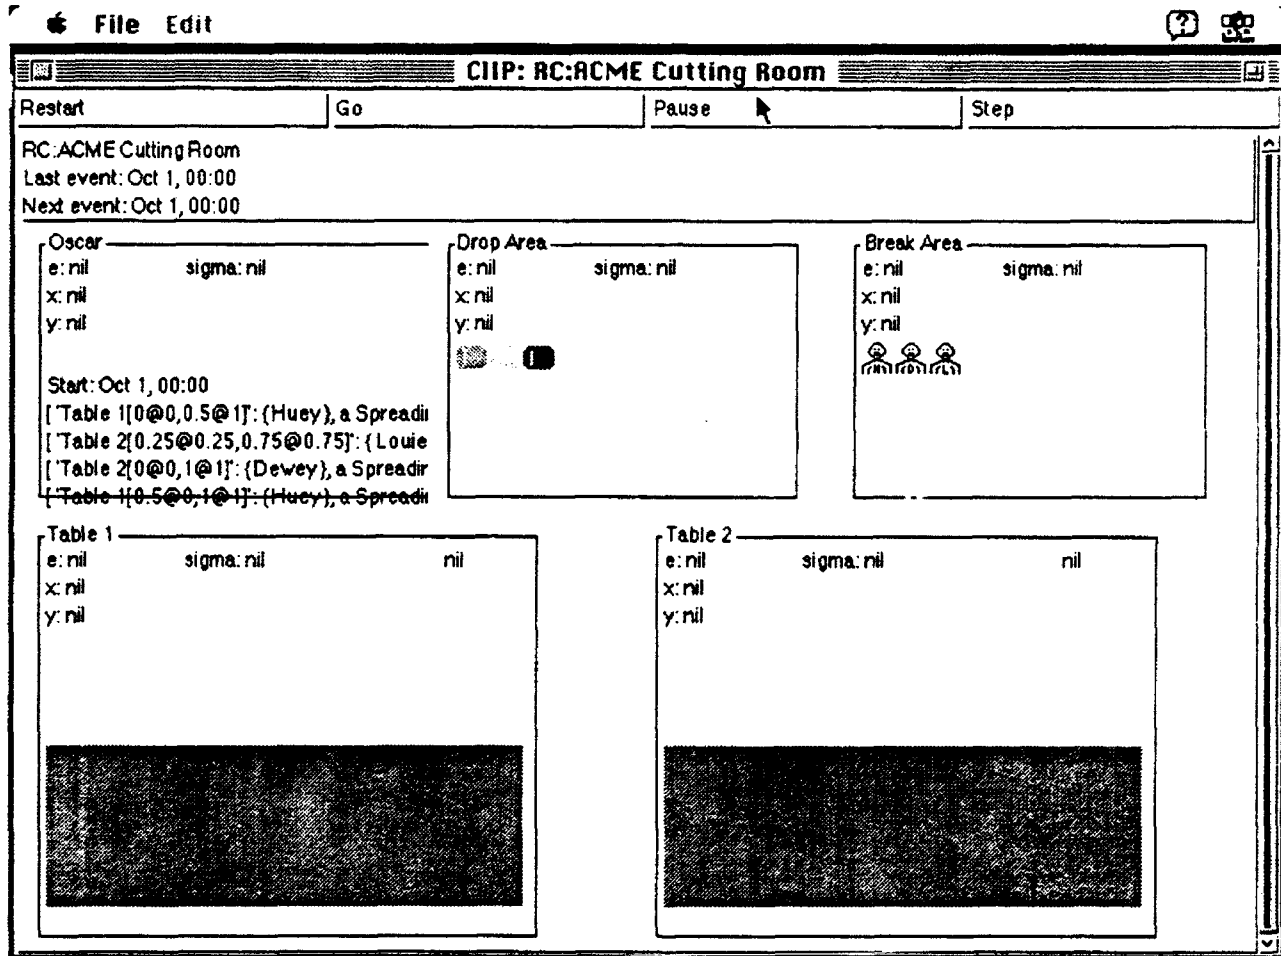 File Edit
CIIP: RC:ACME Cutting Room
Restart Go Pause Step
RC:ACME Cutting Room
Last event: Oct 1, 00:00
Next event: Oct 1, 00:00
Oscar
e: nil sigma: nil
x: nil
y: nil
Start: Oct 1, 00:00
[ 'Table 1[0@0,0.5@1]': {Huey}, a Spreadin
[ 'Table 2[0.25@0.25,0.75@0.75]': {Louie
[ 'Table 2[0@0,1@1]': {Dewey}, a Spreadin
[ 'Table 1[0.5@0,1@1]': {Huey}, a Spreadin
Drop Area
e: nil sigma: nil
x: nil
y: nil
Break Area
e: nil sigma: nil
x: nil
y: nil
(H) (D) (L)
Table 1
e: nil sigma: nil nil
x: nil
y: nil
Table 2
e: nil sigma: nil nil
x: nil
y: nil